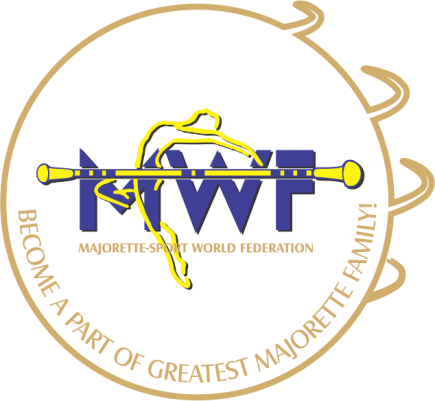 MWF
MAJORETTE-SPORT WORLD FEDERATION
BECOME A PART OF GREATEST MAJORETTE FAMILY!